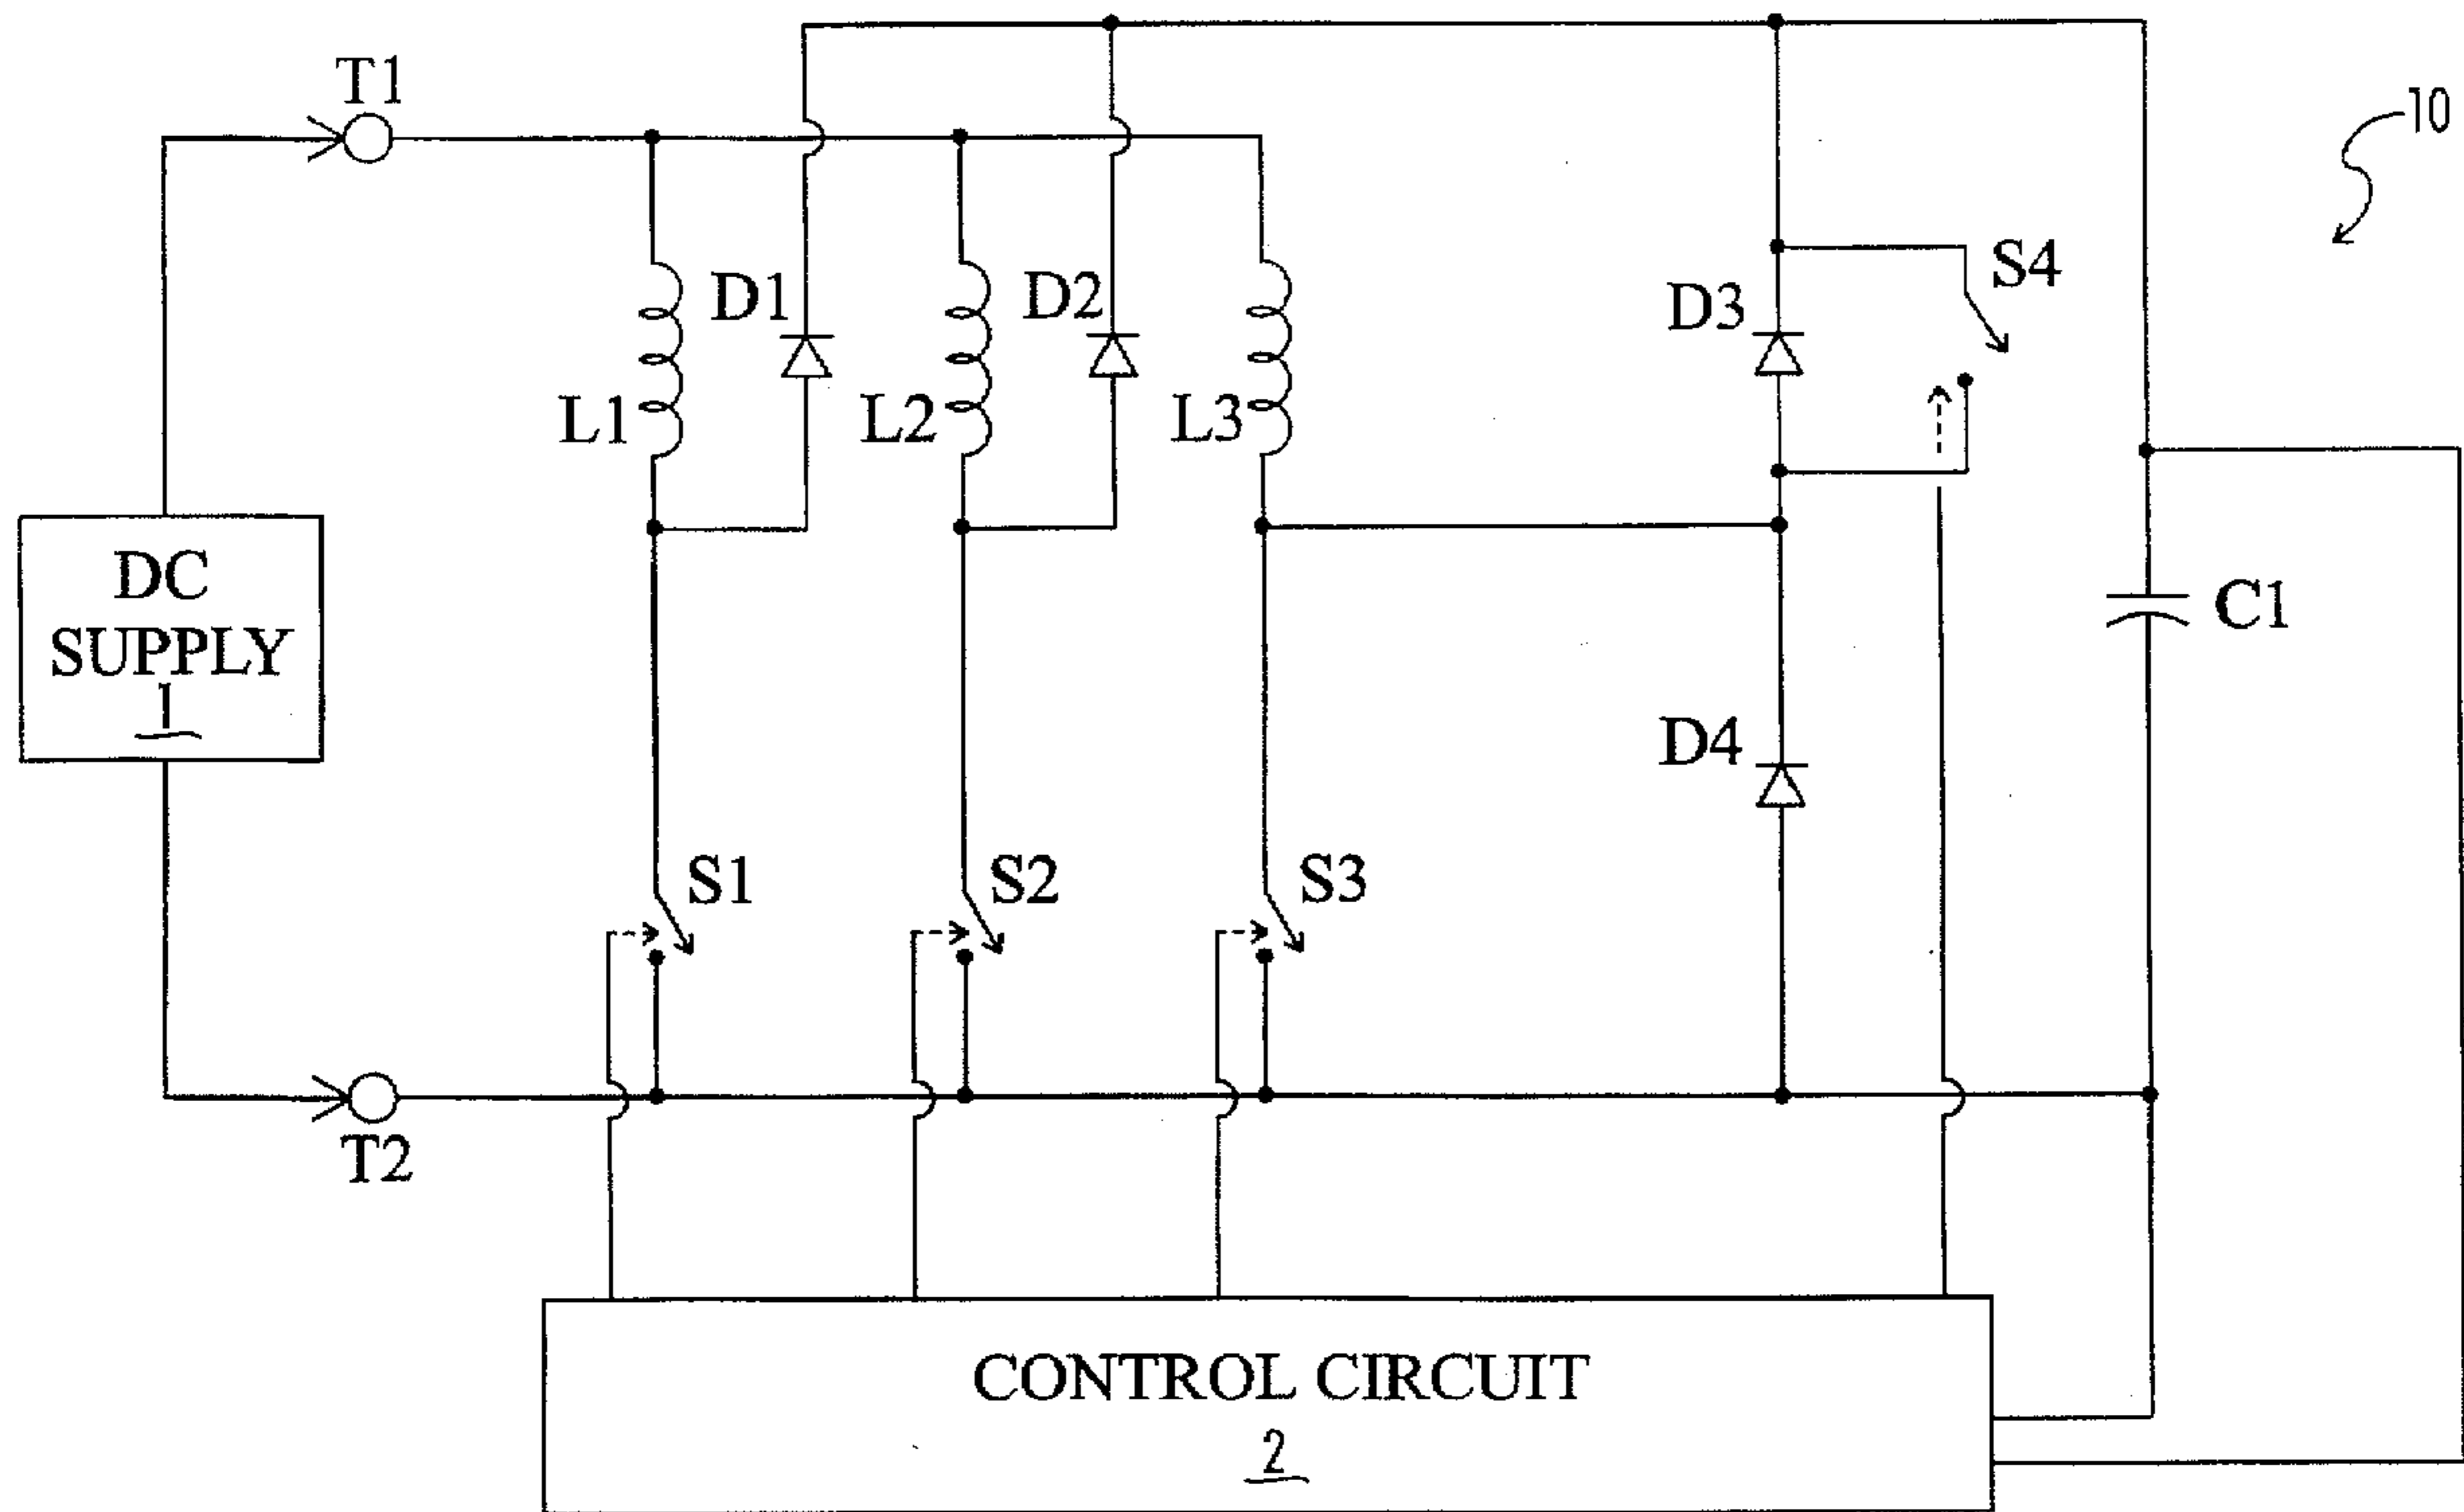 T1
10
S4
D1
D2
D3
L1
L2
L3
DC
SUPPLY
1
C1
D4
S1
S2
S3
T2
CONTROL CIRCUIT
2